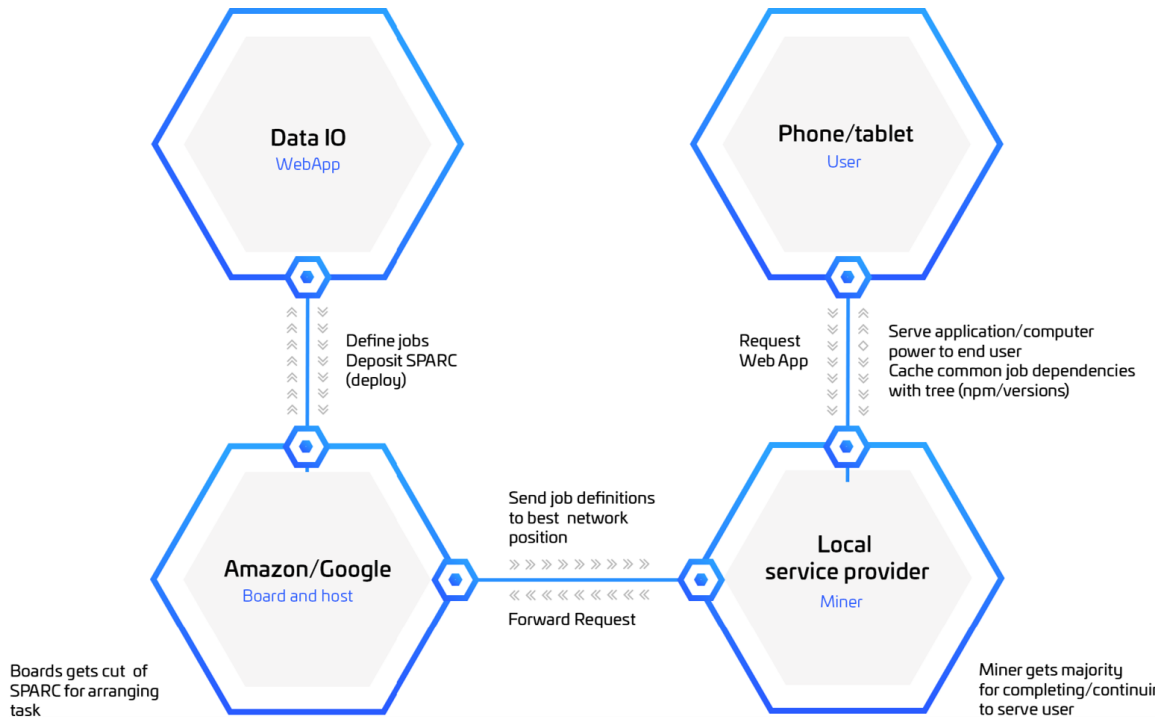 Data IO
WebApp
Phone/tablet
User
Define jobs
Deposit SPARC
(deploy)
Request
Web App
Serve application/computer
power to end user
Cache common job dependencies
with tree (npm/versions)
Send job definitions
to best network
position
Forward Request
Amazon/Google
Board and host
Local
service provider
Miner
Boards gets cut of
SPARC for arranging
task
Miner gets majority
for completing/continuin
to serve user